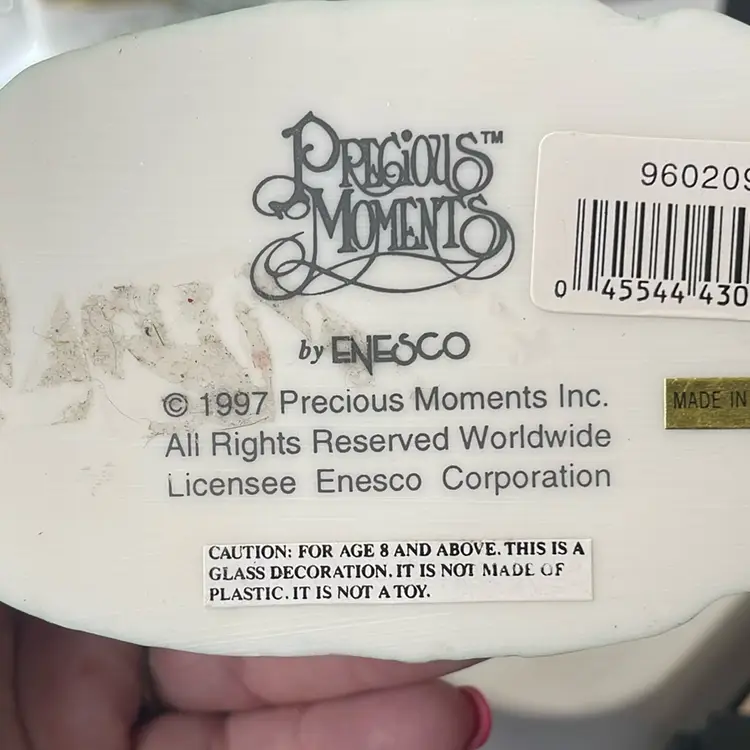 PRECIOUS™
MOMENTS
by ENESCO
© 1997 Precious Moments Inc.
All Rights Reserved Worldwide
Licensee Enesco Corporation
CAUTION: FOR AGE 8 AND ABOVE. THIS IS A
GLASS DECORATION. IT IS NOT MADE OF
PLASTIC. IT IS NOT A TOY.
960209
0 45544 430
MADE IN